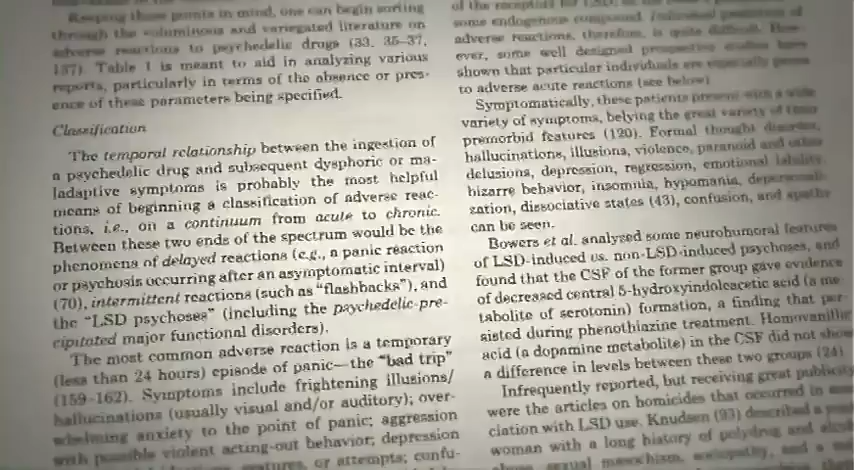 Keeping these points in mind, one can begin sorting
through the voluminous and variegated literature on
adverse reactions to psychedelic drugs (33, 35–37,
137). Table 1 is meant to aid in analyzing various
reports, particularly in terms of the absence or pres-
ence of these parameters being specified.
Classification
The temporal relationship between the ingestion of
a psychedelic drug and subsequent dysphoric or ma-
ladaptive symptoms is probably the most helpful
means of beginning a classification of adverse reac-
tions, i.e., on a continuum from acute to chronic.
Between these two ends of the spectrum would be the
phenomena of delayed reactions (e.g., a panic reaction
or psychosis occurring after an asymptomatic interval)
(70), intermittent reactions (such as “flashbacks”), and
the “LSD psychoses” (including the psychedelic-pre-
cipitated major functional disorders).
The most common adverse reaction is a temporary
(less than 24 hours) episode of panic—the “bad trip”
(159–162). Symptoms include frightening illusions/
hallucinations (usually visual and/or auditory); over-
whelming anxiety to the point of panic; aggression
with possible violent acting-out behavior; depression
or attempts; confu-
of the receptors for
some endogenous compound.
adverse reactions, therefore, is quite difficult. How-
ever, some well designed prospective studies have
shown that particular individuals are especially prone
to adverse acute reactions (see below).
Symptomatically, these patients present with a wide
variety of symptoms, belying the great variety of their
premorbid features (120). Formal thought disorder,
hallucinations, illusions, violence, paranoid and other
delusions, depression, regression, emotional lability,
bizarre behavior, insomnia, hypomania, depersonali-
zation, dissociative states (43), confusion, and apathy
can be seen.
Bowers et al. analyzed some neurohumoral features
of LSD-induced vs. non-LSD-induced psychoses, and
found that the CSF of the former group gave evidence
of decreased central 5-hydroxyindoleacetic acid (a me-
tabolite of serotonin) formation, a finding that per-
sisted during phenothiazine treatment. Homovanillic
acid (a dopamine metabolite) in the CSF did not show
a difference in levels between these two groups (24).
Infrequently reported, but receiving great publicity
were the articles on homicides that occurred in asso-
ciation with LSD use. Knudsen (93) described a
woman with a long history of polydrug and
sexual masochism, sociopathy, and a